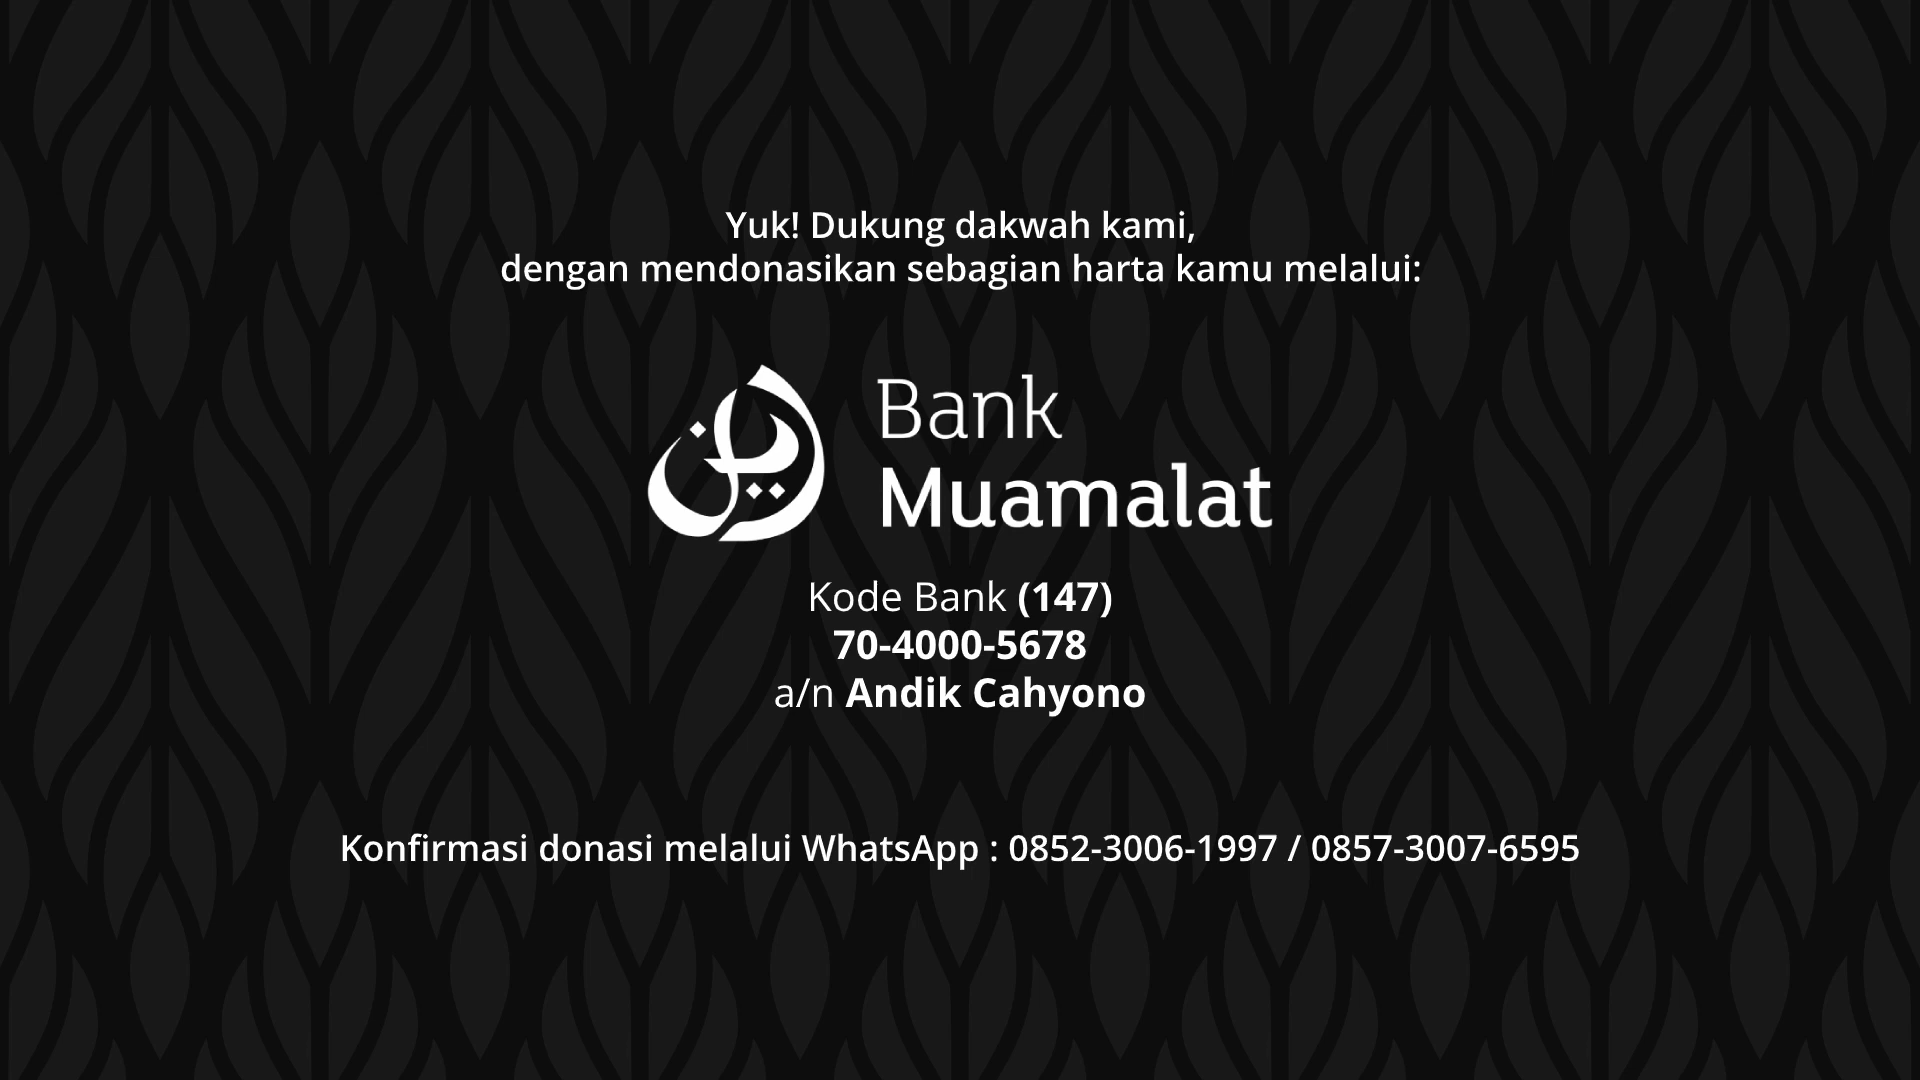 Yuk! Dukung dakwah kami,
dengan mendonasikan sebagian harta kamu melalui:
Bank
Muamalat
Kode Bank (147)
70-4000-5678
a/n Andik Cahyono
Konfirmasi donasi melalui WhatsApp : 0852-3006-1997 / 0857-3007-6595